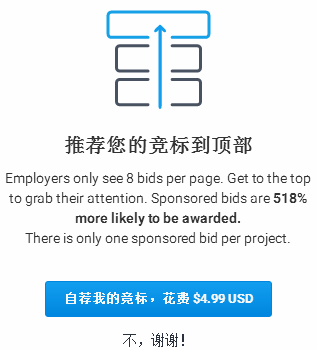 推荐您的竞标到顶部
Employers only see 8 bids per page. Get to the top
to grab their attention. Sponsored bids are 518%
more likely to be awarded.
There is only one sponsored bid per project.
自荐我的竞标，花费 $4.99 USD
不，谢谢！